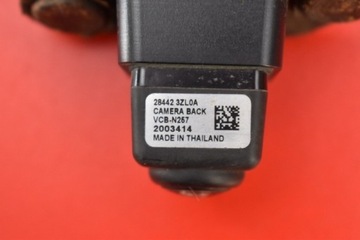 28442 3ZL0A
CAMERA BACK
VCB-N267
2003414
MADE IN THAILAND